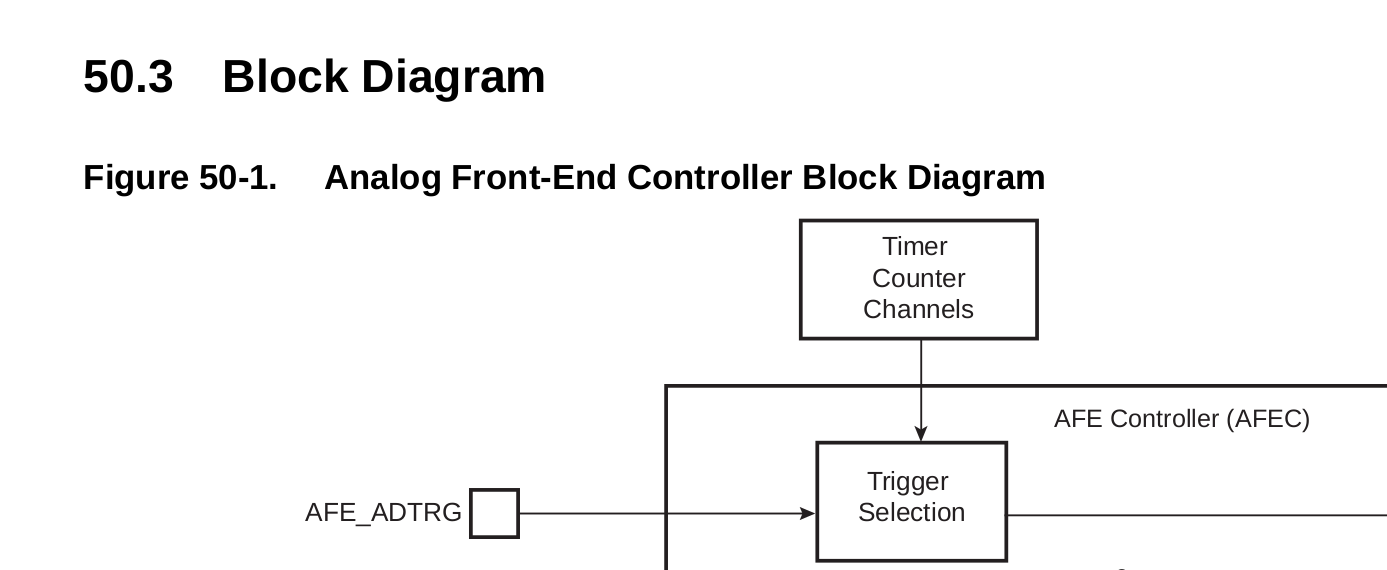 50.3 Block Diagram
Figure 50-1. Analog Front-End Controller Block Diagram
Timer
Counter
Channels
AFE Controller (AFEC)
Trigger
Selection
AFE_ADTRG